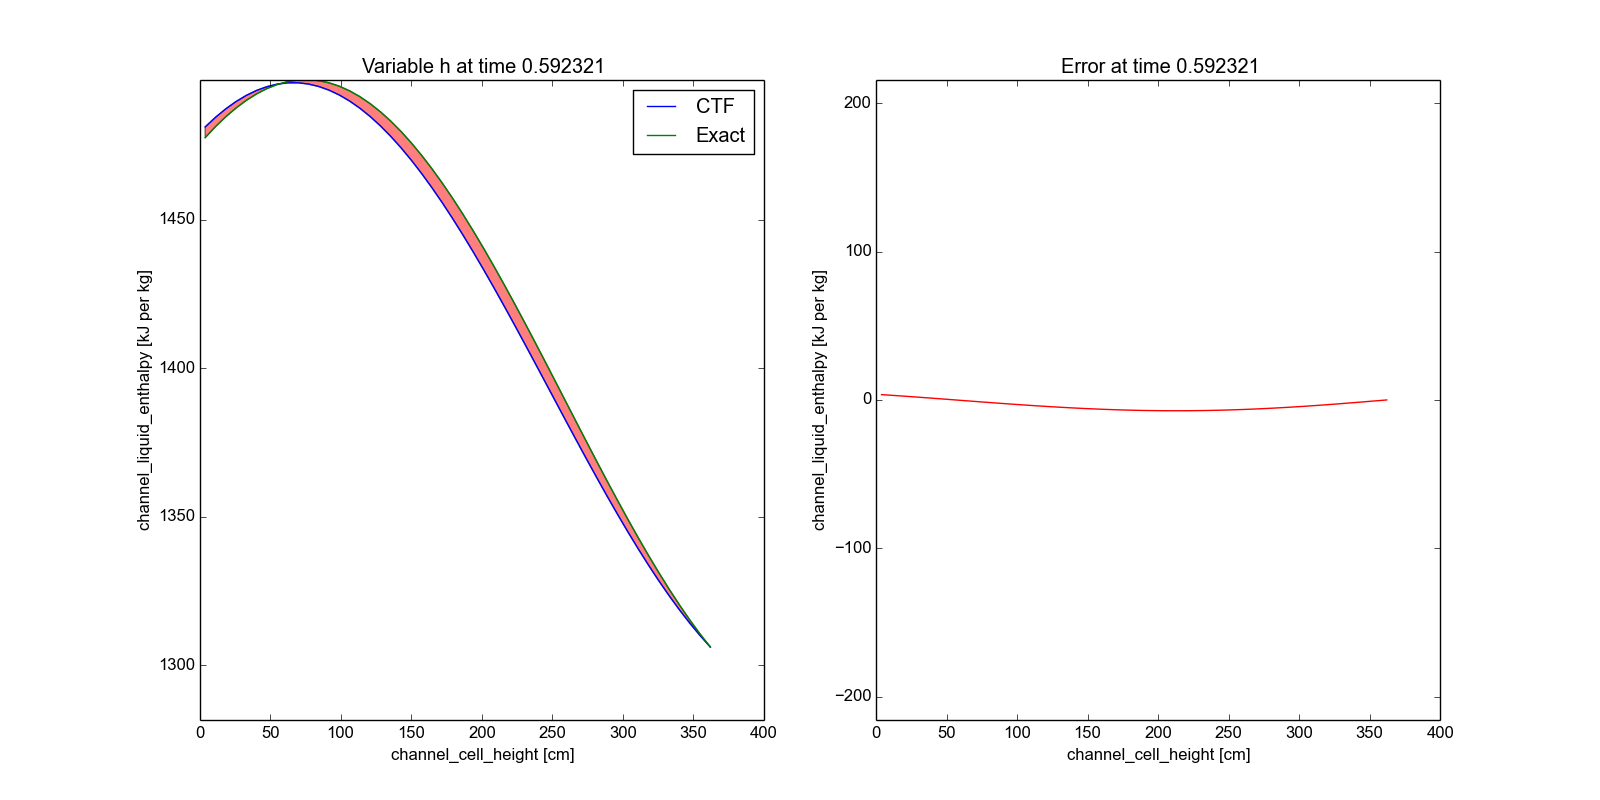 Variable h at time 0.592321
CTF
Exact
1450
1400
1350
1300
channel_liquid_enthalpy [kJ per kg]
0 50 100 150 200 250 300 350 400
channel_cell_height [cm]
Error at time 0.592321
200
100
0
−100
−200
channel_liquid_enthalpy [kJ per kg]
0 50 100 150 200 250 300 350 400
channel_cell_height [cm]